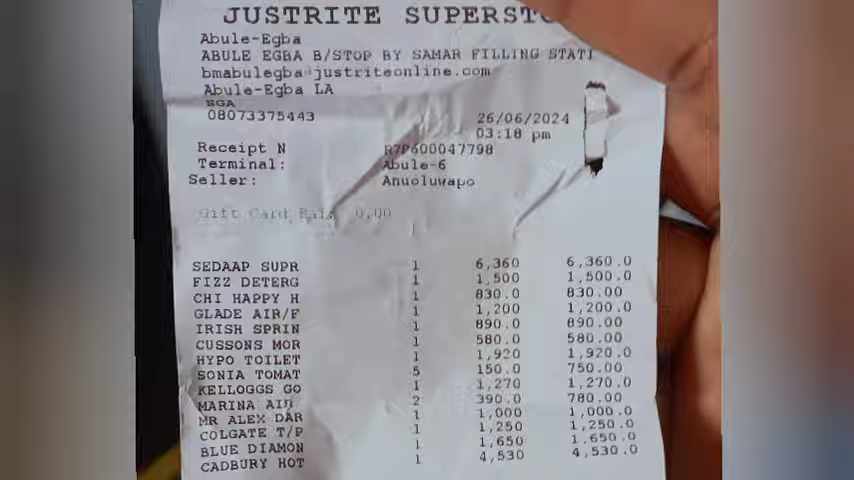 JUSTRITE SUPERSTO
Abule-Egba
ABULE EGBA B/STOP BY SAMAR FILLING STATI
bmabulegba justriteonline.com
Abule-Egba LA
NGA
08073375443 26/06/2024
03:18 pm
Receipt N R7P600047798
Terminal: Abule-6
Seller: Anuoluwapo
Gift Card Bal: 0.00
SEDAAP SUPR 1 6,360 6,360.0
FIZZ DETERG 1 1,500 1,500.0
CHI HAPPY H 1 830.0 830.00
GLADE AIR/F 1 1,200 1,200.0
IRISH SPRIN 1 890.0 890.00
CUSSONS MOR 1 580.0 580.00
HYPO TOILET 1 1,920 1,920.0
SONIA TOMAT 5 150.0 750.00
KELLOGGS GO 1 1,270 1,270.0
MARINA AIR 2 390.0 780.00
MR ALEX DAR 1 1,000 1,000.0
COLGATE T/P 1 1,250 1,250.0
BLUE DIAMON 1 1,650 1,650.0
CADBURY HOT 1 4,530 4,530.0